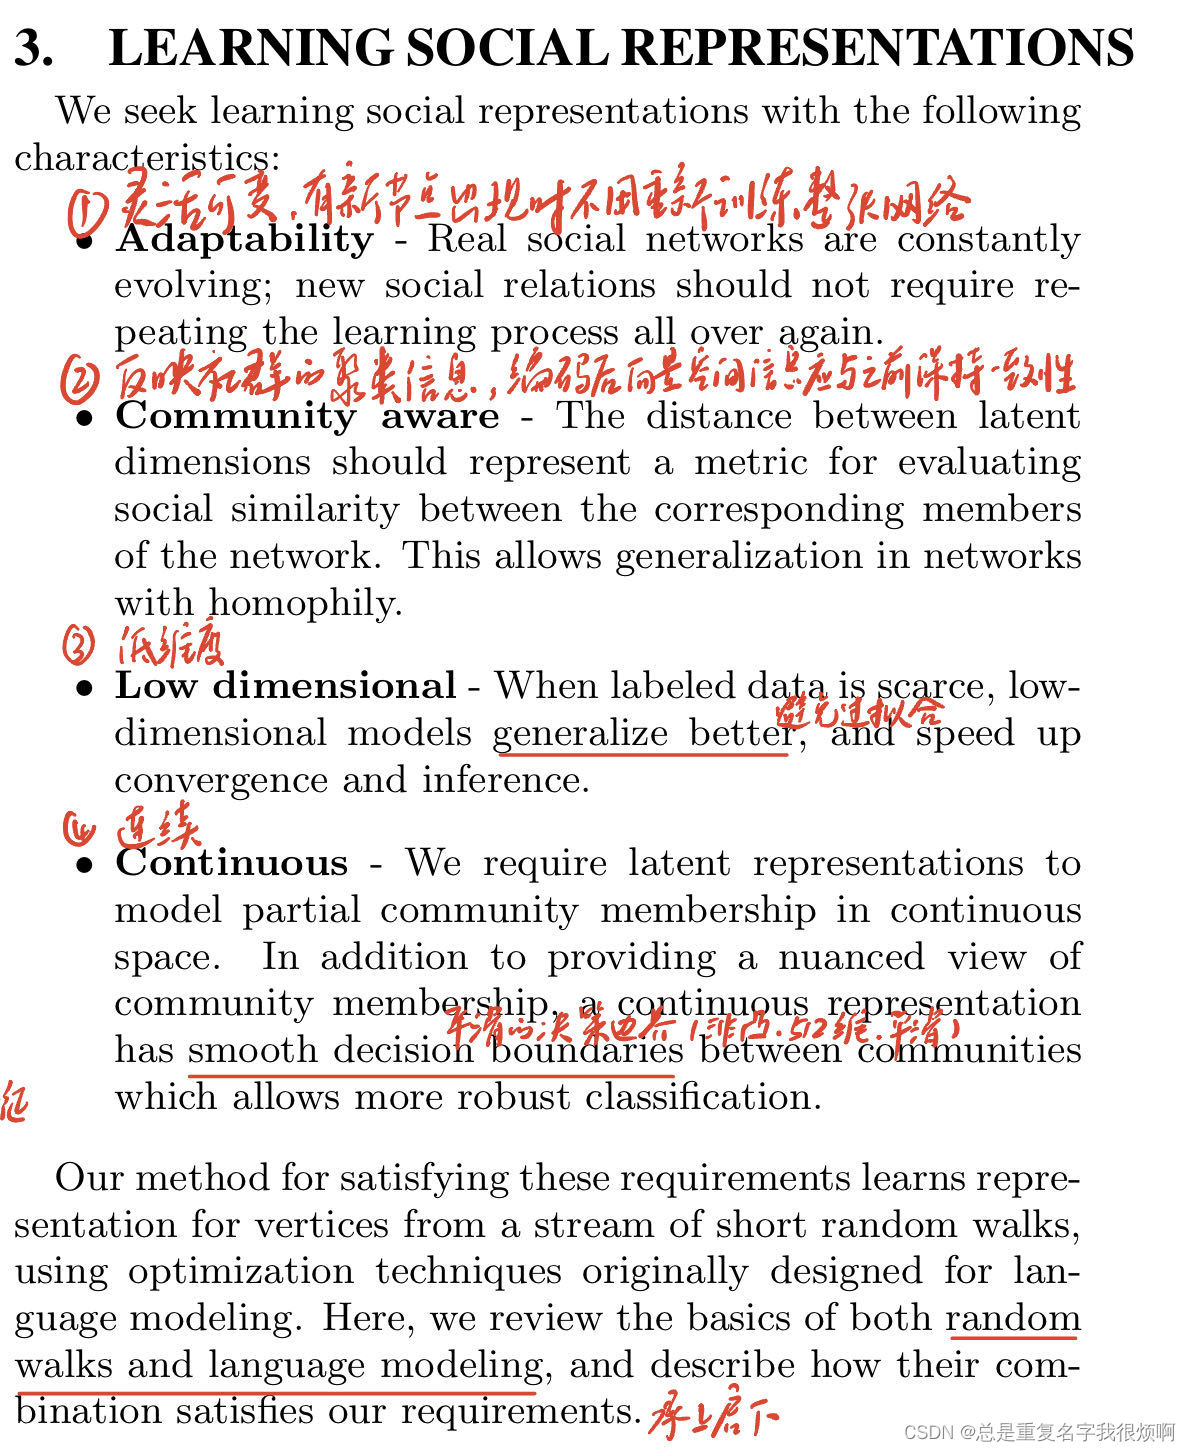 3. LEARNING SOCIAL REPRESENTATIONS
We seek learning social representations with the following
characteristics:
① 灵活可变，有新节点出现时不用重新训练整张网络
• Adaptability - Real social networks are constantly
evolving; new social relations should not require re-
peating the learning process all over again.
② 反映社群的聚类信息，编码后向量空间信息应与之前保持一致性
• Community aware - The distance between latent
dimensions should represent a metric for evaluating
social similarity between the corresponding members
of the network. This allows generalization in networks
with homophily.
③ 低维度
• Low dimensional - When labeled data is scarce, low-
避免过拟合
dimensional models generalize better, and speed up
convergence and inference.
④ 连续
• Continuous - We require latent representations to
model partial community membership in continuous
space. In addition to providing a nuanced view of
community membership, a continuous representation
平滑的决策边界（非凸.512维.平滑）
has smooth decision boundaries between communities
which allows more robust classification.
征
Our method for satisfying these requirements learns repre-
sentation for vertices from a stream of short random walks,
using optimization techniques originally designed for lan-
guage modeling. Here, we review the basics of both random
walks and language modeling, and describe how their com-
bination satisfies our requirements. 承上启下
CSDN @总是重复名字我很烦啊